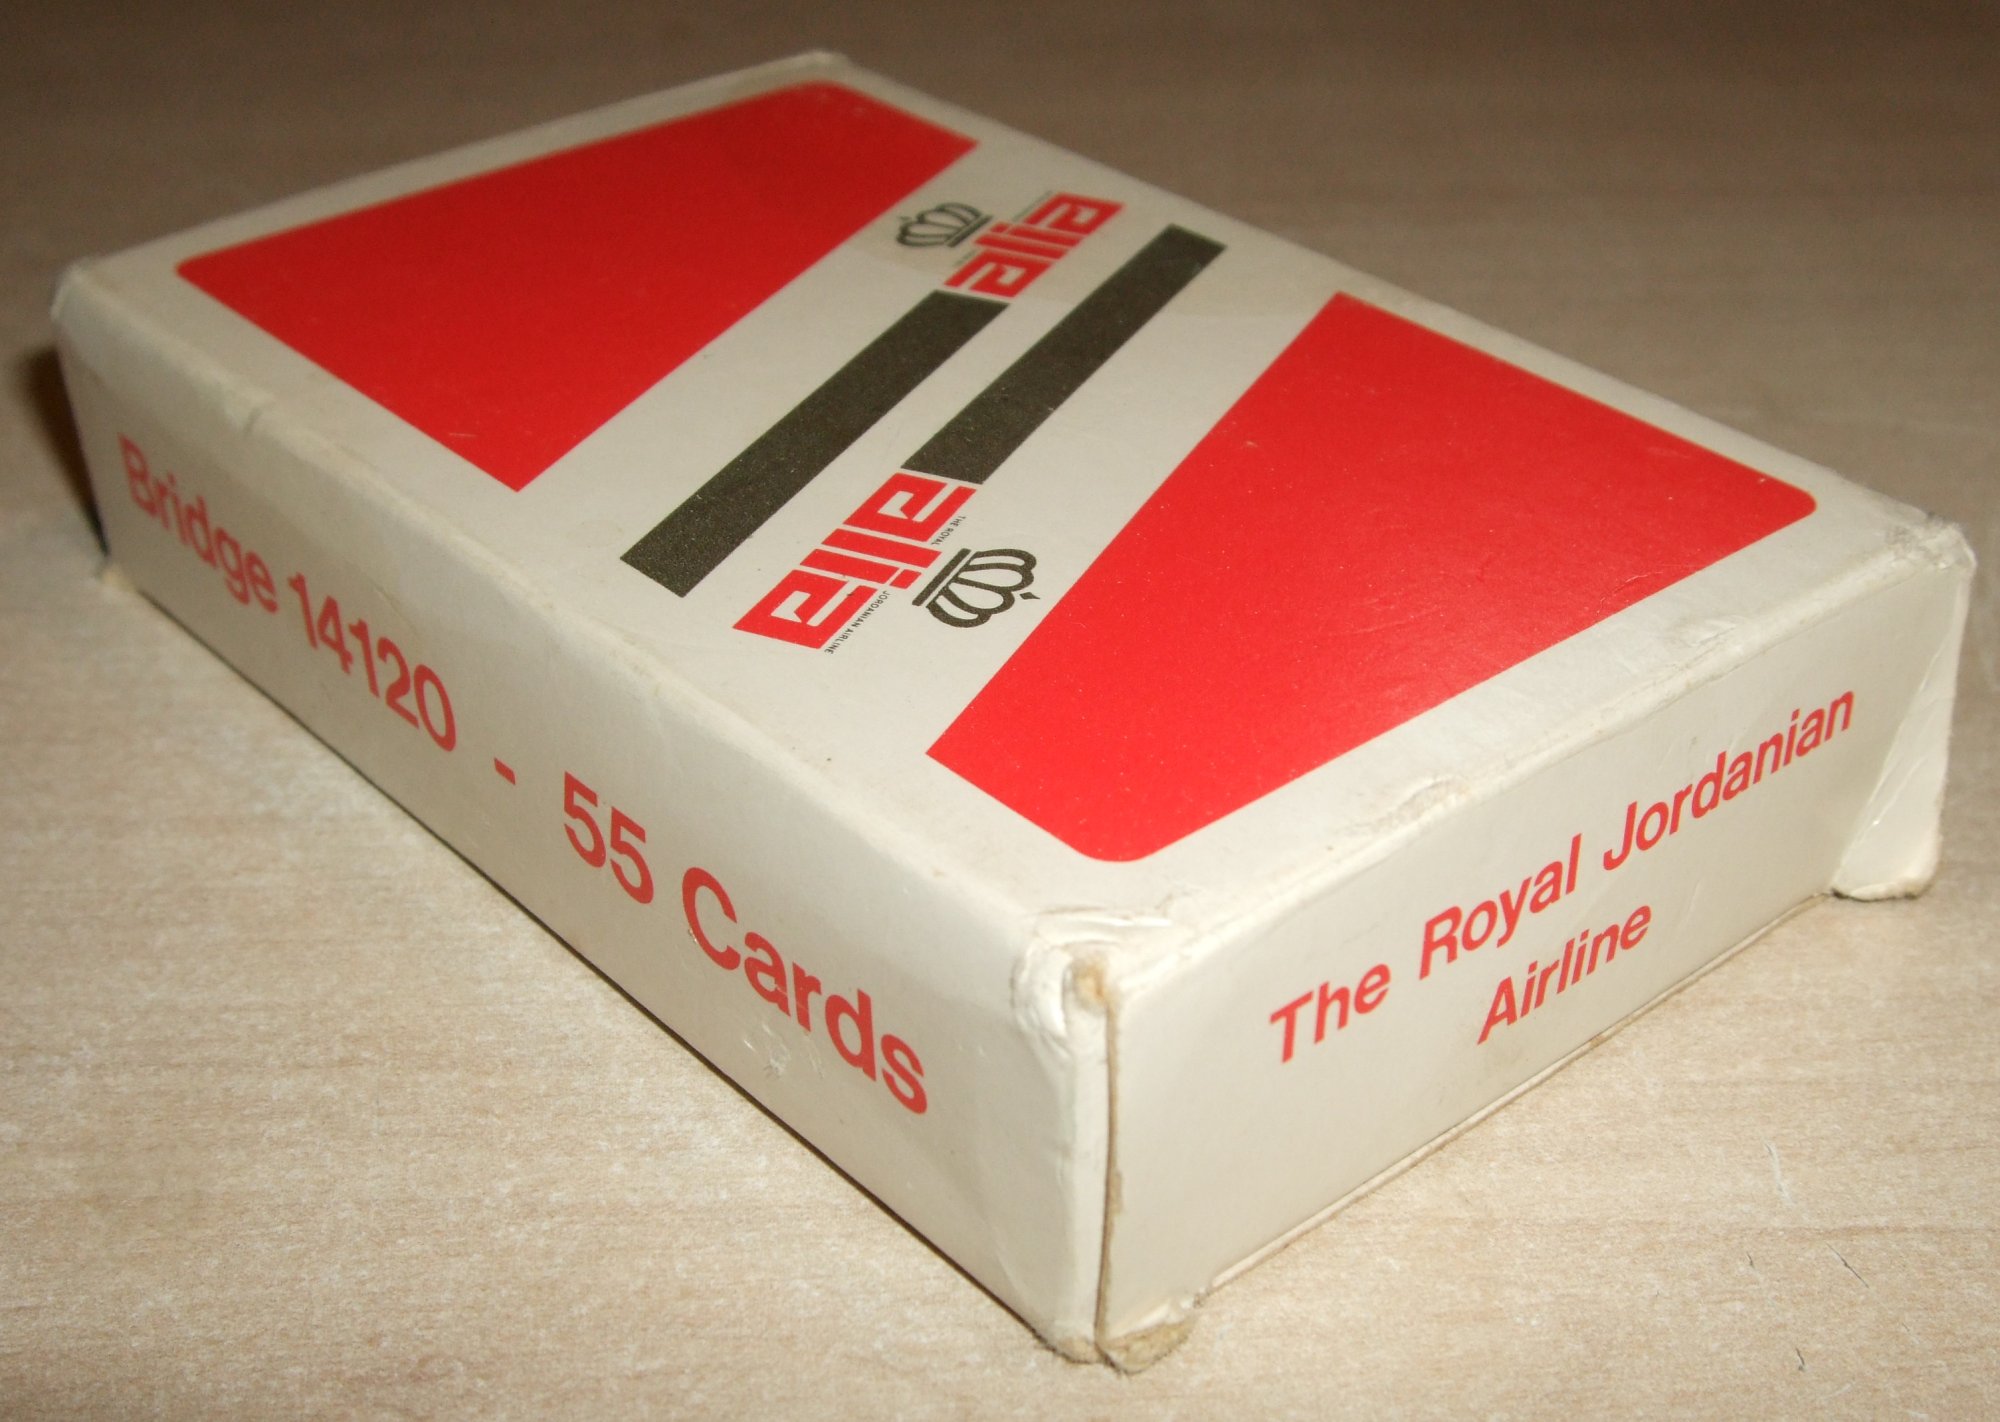 alia
alia
THE ROYAL
JORDANIAN AIRLINE
Bridge 14120 - 55 Cards
The Royal Jordanian
Airline